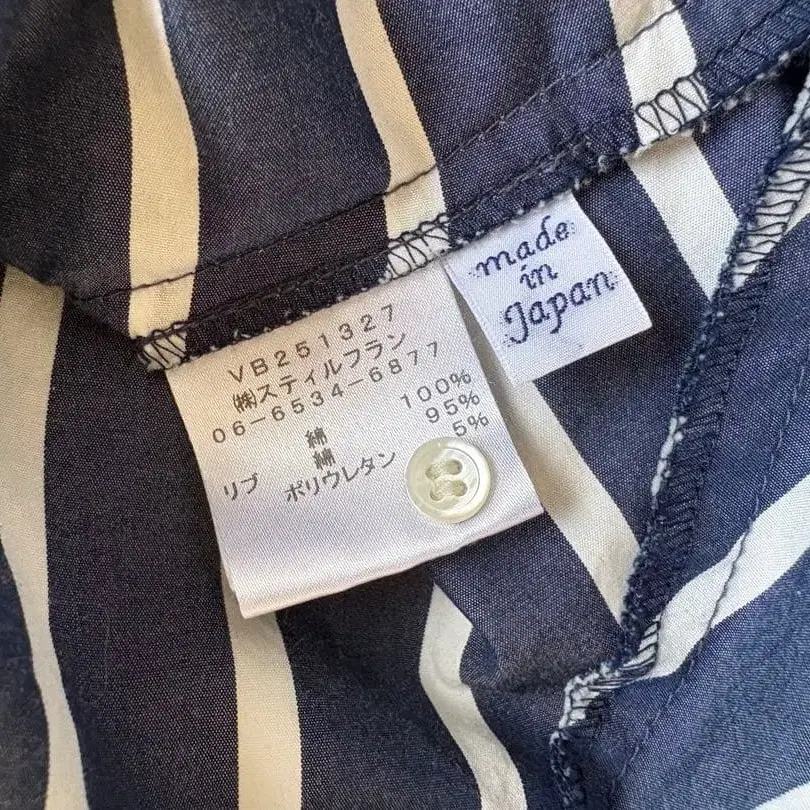 VB251327
㈱スティルフラン
06-6534-6877
綿 100%
リブ 綿 95%
ポリウレタン 5%
made
in
Japan